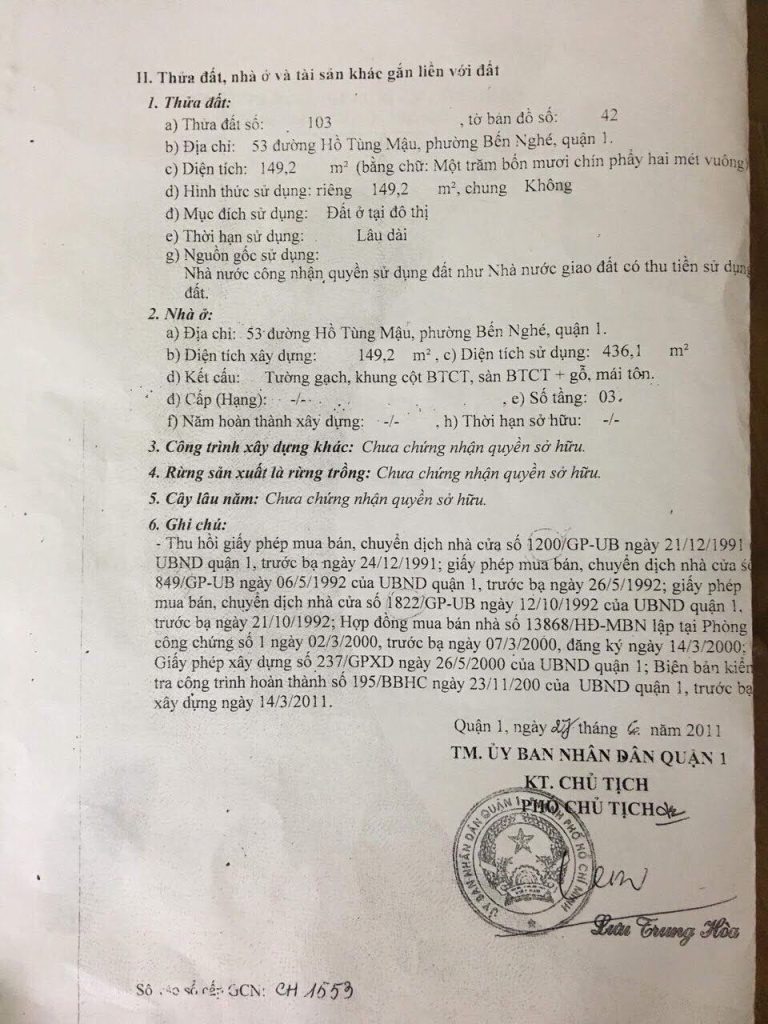 II. Thửa đất, nhà ở và tài sản khác gắn liền với đất
1. Thửa đất:
a) Thửa đất số: 103 , tờ bản đồ số: 42
b) Địa chỉ: 53 đường Hồ Tùng Mậu, phường Bến Nghé, quận 1.
c) Diện tích: 149,2 m² (bằng chữ: Một trăm bốn mươi chín phẩy hai mét vuông)
d) Hình thức sử dụng: riêng 149,2 m², chung Không
đ) Mục đích sử dụng: Đất ở tại đô thị
e) Thời hạn sử dụng: Lâu dài
g) Nguồn gốc sử dụng:
Nhà nước công nhận quyền sử dụng đất như Nhà nước giao đất có thu tiền sử dụng
đất.
2. Nhà ở:
a) Địa chỉ: 53 đường Hồ Tùng Mậu, phường Bến Nghé, quận 1.
b) Diện tích xây dựng: 149,2 m² , c) Diện tích sử dụng: 436,1 m²
d) Kết cấu: Tường gạch, khung cột BTCT, sàn BTCT + gỗ, mái tôn.
đ) Cấp (Hạng): -/- , e) Số tầng: 03.
f) Năm hoàn thành xây dựng: -/- , h) Thời hạn sở hữu: -/-
3. Công trình xây dựng khác: Chưa chứng nhận quyền sở hữu.
4. Rừng sản xuất là rừng trồng: Chưa chứng nhận quyền sở hữu.
5. Cây lâu năm: Chưa chứng nhận quyền sở hữu.
6. Ghi chú:
- Thu hồi giấy phép mua bán, chuyển dịch nhà cửa số 1200/GP-UB ngày 21/12/1991
UBND quận 1, trước bạ ngày 24/12/1991; giấy phép mua bán, chuyển dịch nhà cửa số
849/GP-UB ngày 06/5/1992 của UBND quận 1, trước bạ ngày 26/5/1992; giấy phép
mua bán, chuyển dịch nhà cửa số 1822/GP-UB ngày 12/10/1992 của UBND quận 1.
trước bạ ngày 21/10/1992; Hợp đồng mua bán nhà số 13868/HĐ-MBN lập tại Phòng
công chứng số 1 ngày 02/3/2000, trước bạ ngày 07/3/2000, đăng ký ngày 14/3/2000;
Giấy phép xây dựng số 237/GPXD ngày 26/5/2000 của UBND quận 1; Biên bản kiểm
tra công trình hoàn thành số 195/BBHC ngày 23/11/200 của UBND quận 1, trước bạ
xây dựng ngày 14/3/2011.
Quận 1, ngày tháng 6 năm 2011
TM. ỦY BAN NHÂN DÂN QUẬN 1
KT. CHỦ TỊCH
PHÓ CHỦ TỊCH
ỦY BAN NHÂN DÂN QUẬN 1 THÀNH PHỐ HỒ CHÍ MINH
Lưu Trung Hòa
Số vào sổ cấp GCN: CH 1553